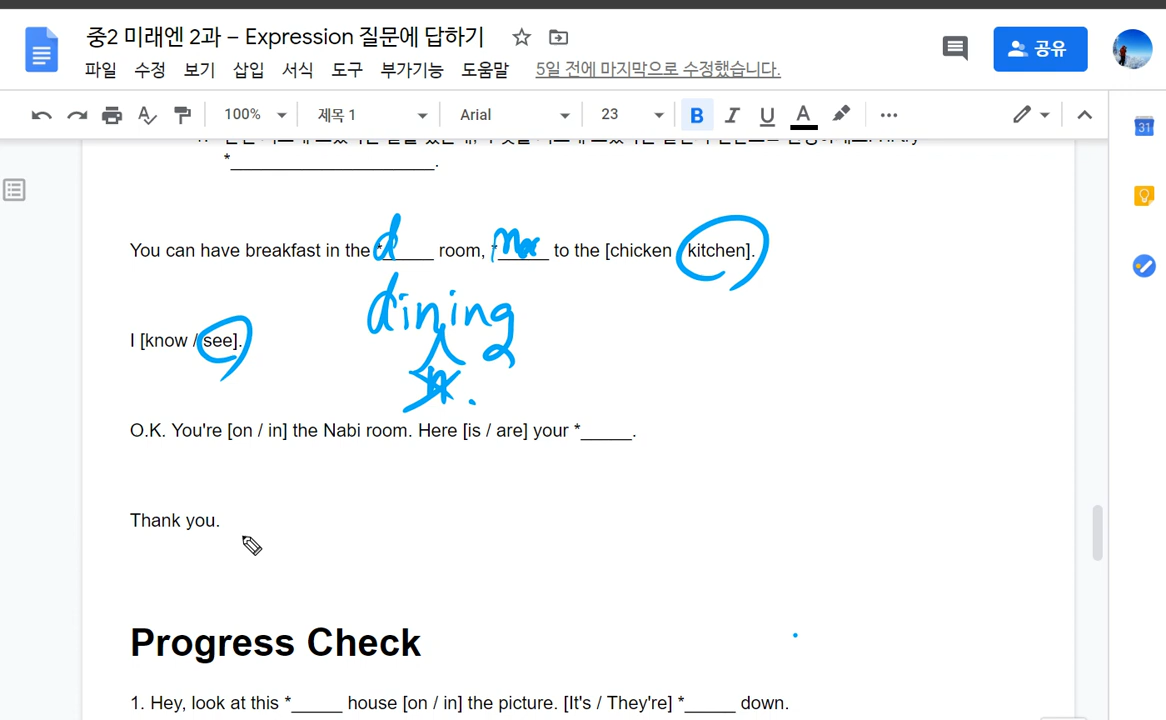 중2 미래엔 2과 – Expression 질문에 답하기
공유
파일 수정 보기 삽입 서식 도구 부가기능 도움말 5일 전에 마지막으로 수정했습니다.
100% 제목 1 Arial 23 B I U A
31
*_____________________.
You can have breakfast in the *d_____ room, *_____ to the [chicken / kitchen].
dining
I [know / see].
O.K. You're [on / in] the Nabi room. Here [is / are] your *_____.
Thank you.
Progress Check
1. Hey, look at this *_____ house [on / in] the picture. [It's / They're] *_____ down.